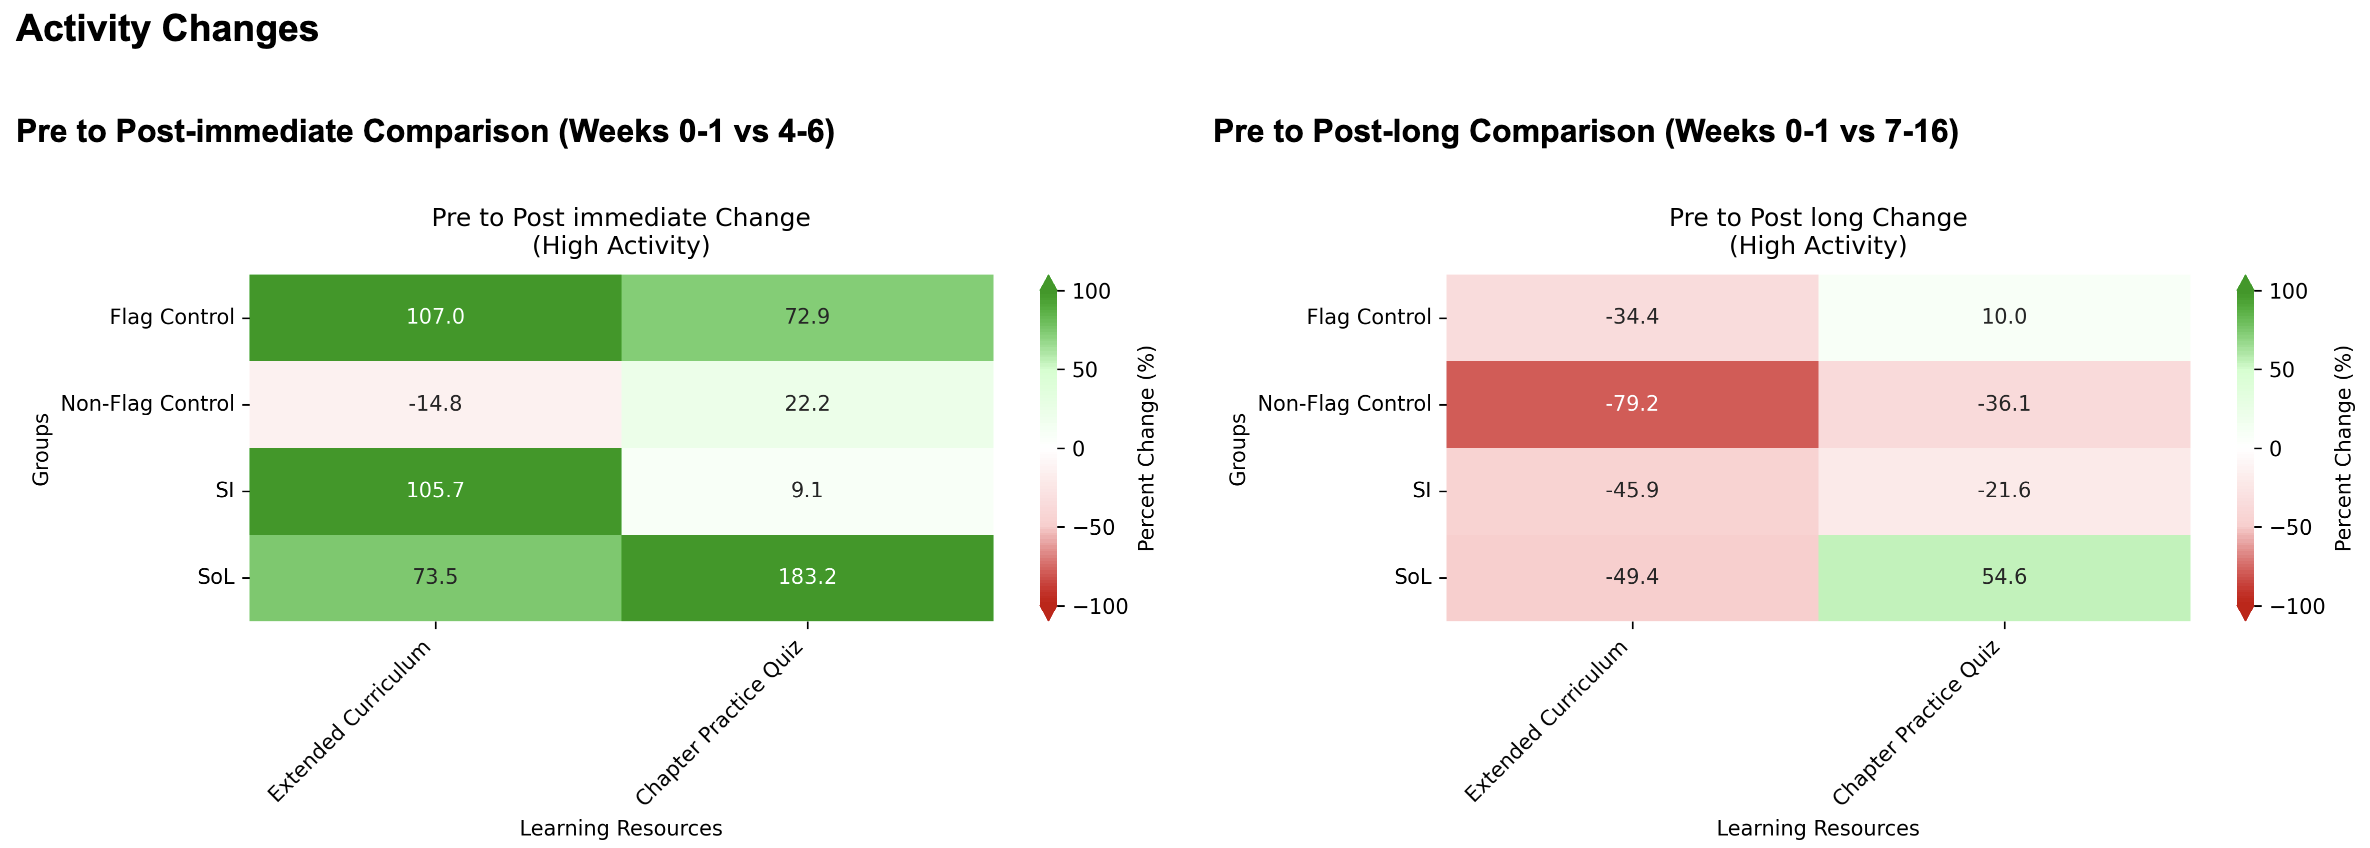 Activity Changes
Pre to Post-immediate Comparison (Weeks 0-1 vs 4-6)
Pre to Post immediate Change
(High Activity)
Groups
Flag Control
107.0
72.9
Non-Flag Control
-14.8
22.2
SI
105.7
9.1
SoL
73.5
183.2
Extended Curriculum
Chapter Practice Quiz
Learning Resources
100
50
0
−50
−100
Percent Change (%)
Pre to Post-long Comparison (Weeks 0-1 vs 7-16)
Pre to Post long Change
(High Activity)
Groups
Flag Control
-34.4
10.0
Non-Flag Control
-79.2
-36.1
SI
-45.9
-21.6
SoL
-49.4
54.6
Extended Curriculum
Chapter Practice Quiz
Learning Resources
100
50
0
−50
−100
Percent Change (%)